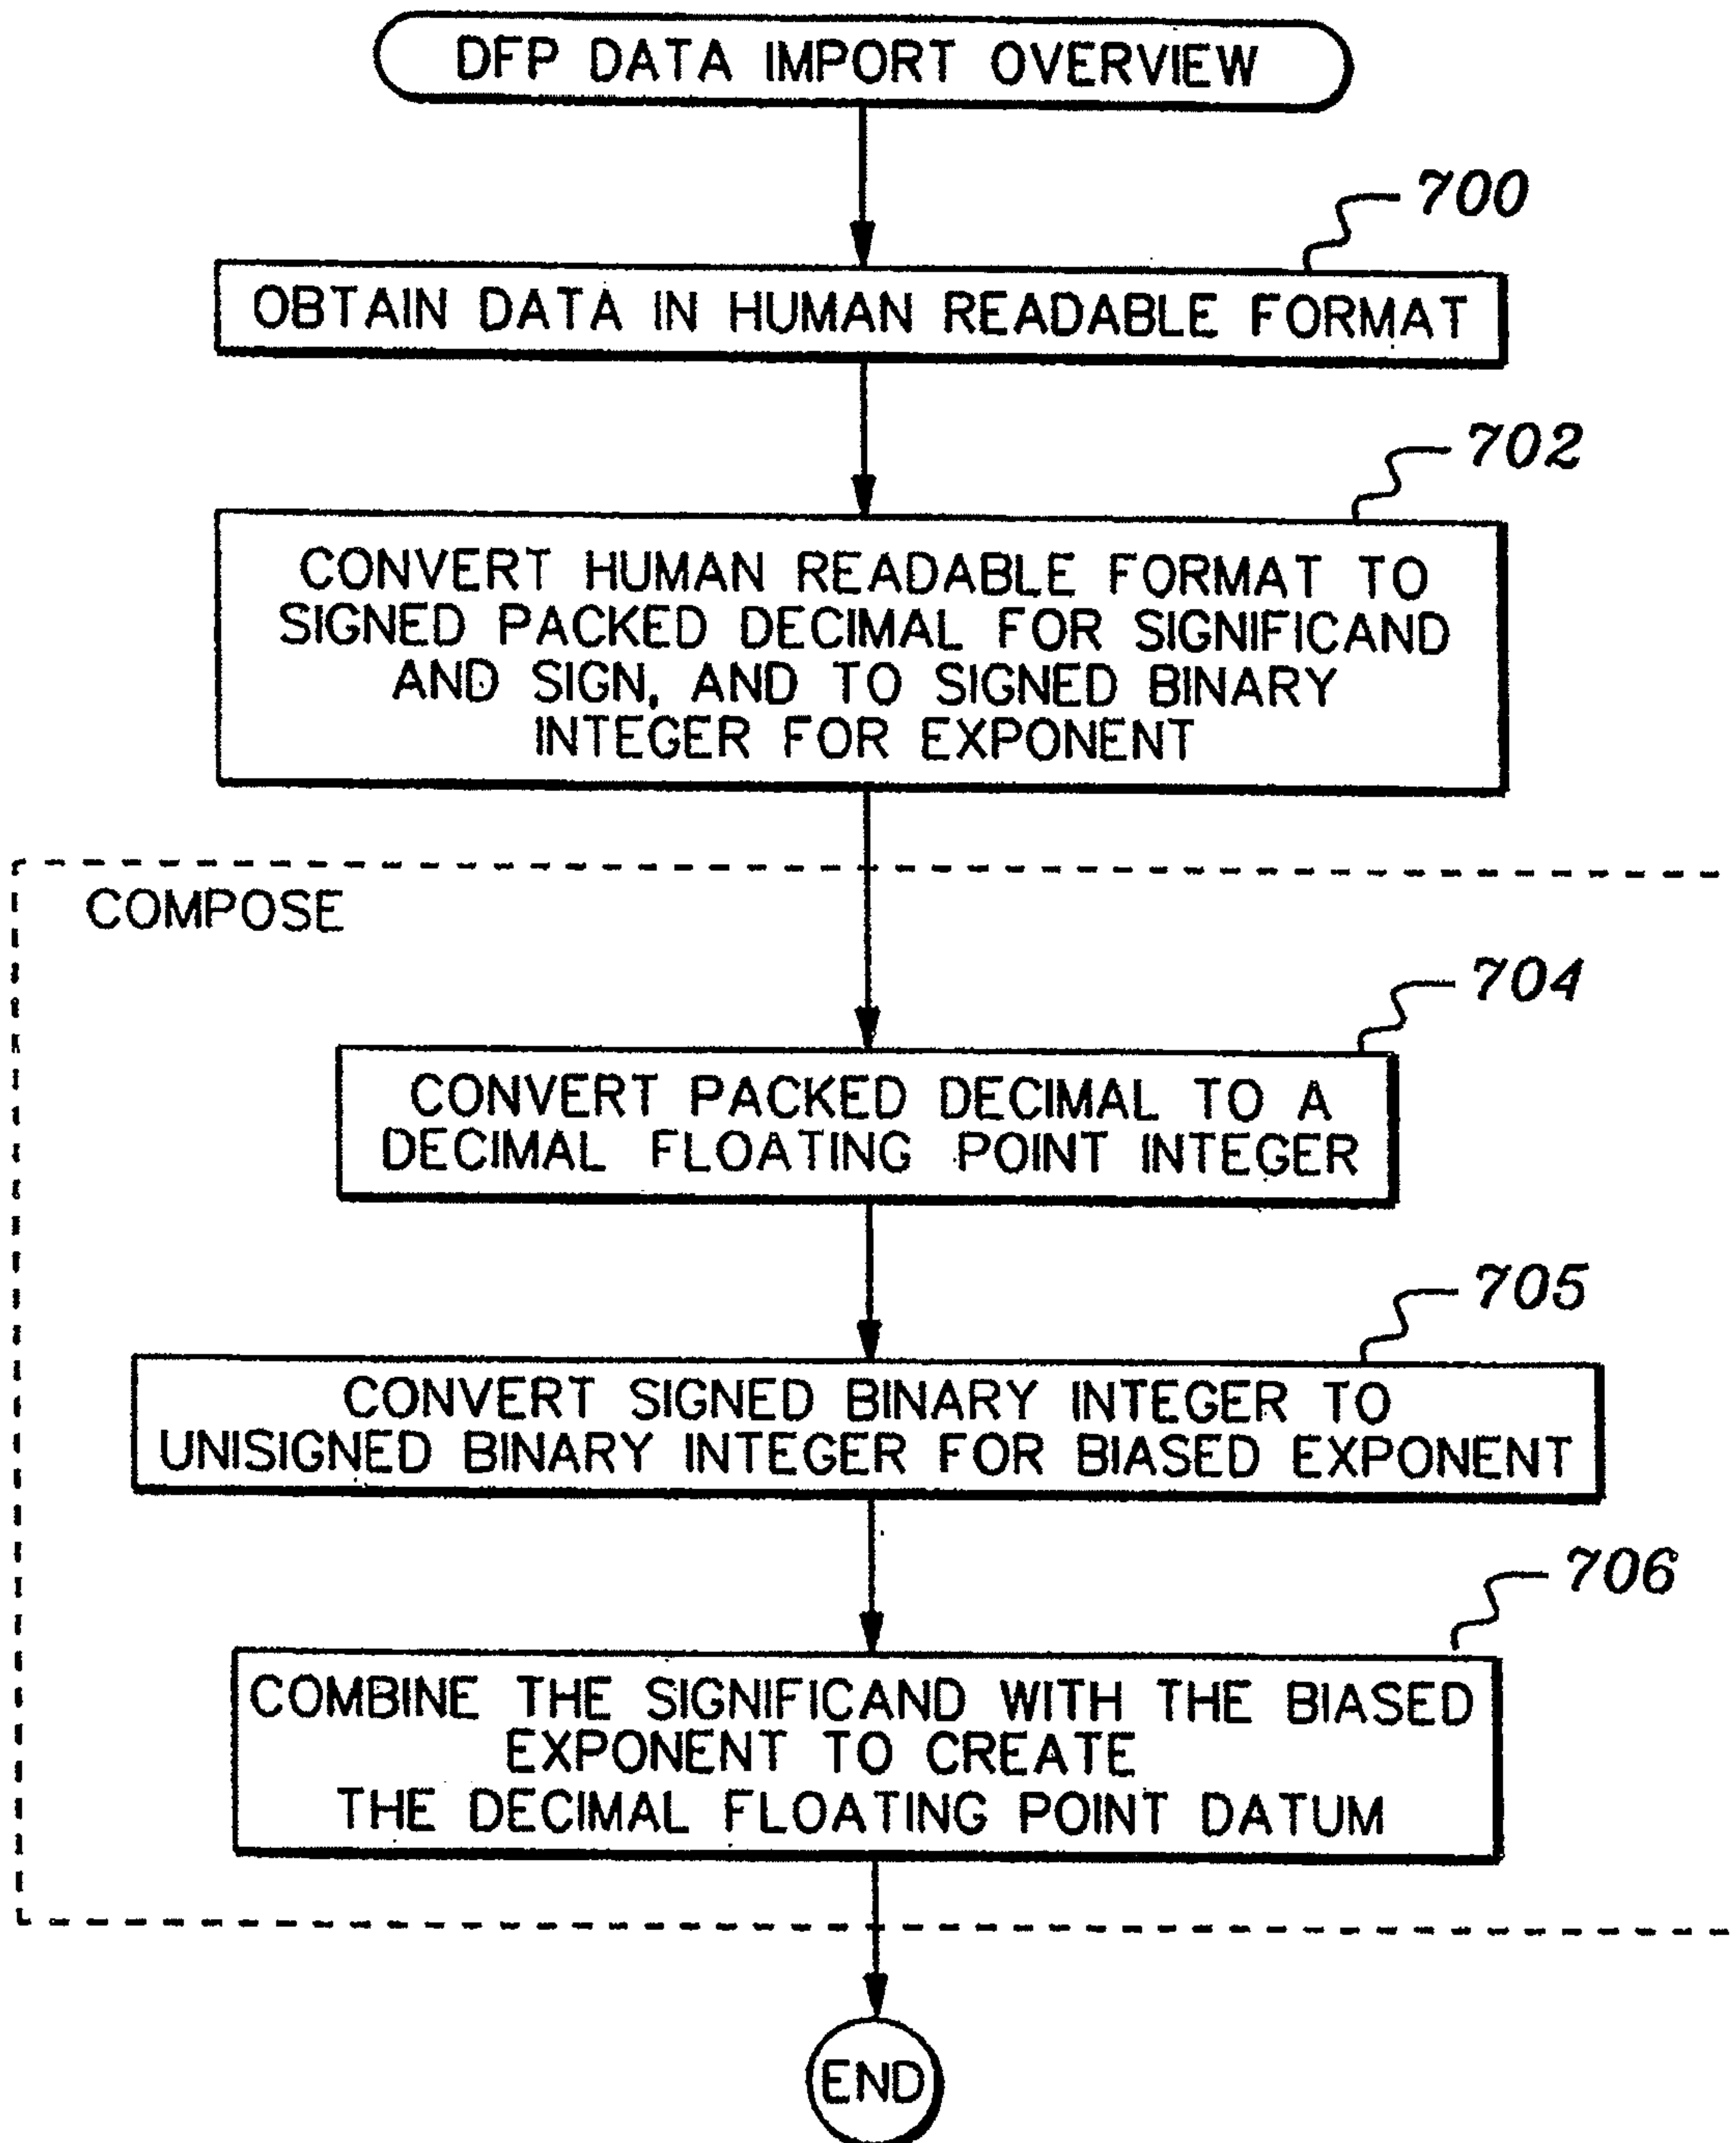 DFP DATA IMPORT OVERVIEW
700
OBTAIN DATA IN HUMAN READABLE FORMAT
702
CONVERT HUMAN READABLE FORMAT TO
SIGNED PACKED DECIMAL FOR SIGNIFICAND
AND SIGN, AND TO SIGNED BINARY
INTEGER FOR EXPONENT
COMPOSE
704
CONVERT PACKED DECIMAL TO A
DECIMAL FLOATING POINT INTEGER
705
CONVERT SIGNED BINARY INTEGER TO
UNISIGNED BINARY INTEGER FOR BIASED EXPONENT
706
COMBINE THE SIGNIFICAND WITH THE BIASED
EXPONENT TO CREATE
THE DECIMAL FLOATING POINT DATUM
END